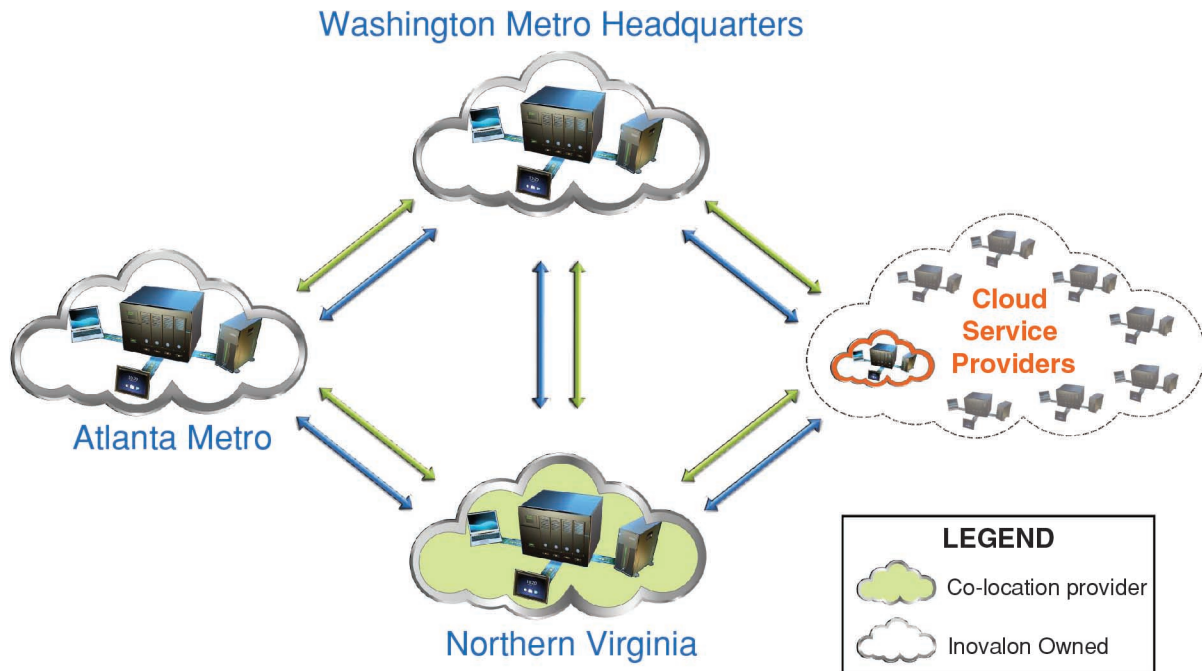 Washington Metro Headquarters
Cloud
Service
Providers
Atlanta Metro
Northern Virginia
LEGEND
Co-location provider
Inovalon Owned